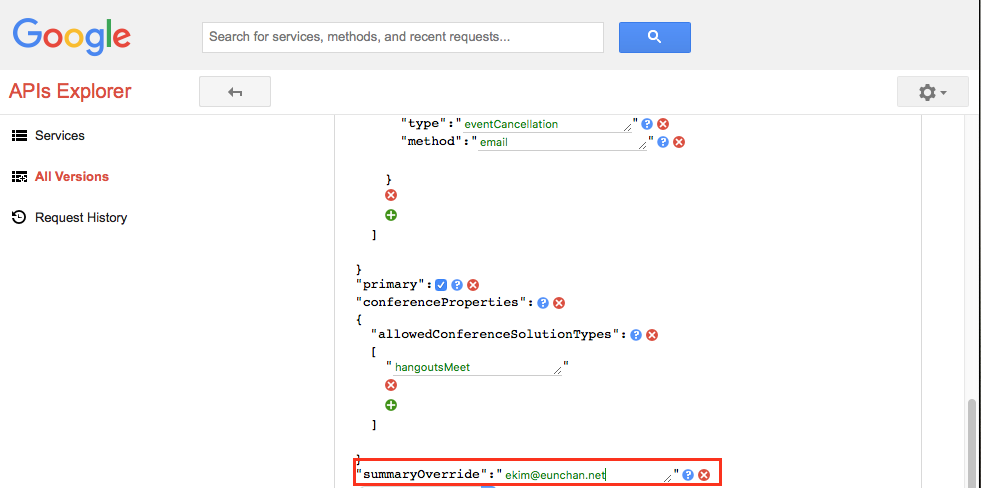 Google
Search for services, methods, and recent requests...
APIs Explorer
Services
All Versions
Request History
"type":"eventCancellation" ?
"method":"email" ?
}
]
}
"primary": ?
"conferenceProperties": ?
{
"allowedConferenceSolutionTypes": ?
[
"hangoutsMeet"
]
}
"summaryOverride":"ekim@eunchan.net" ?